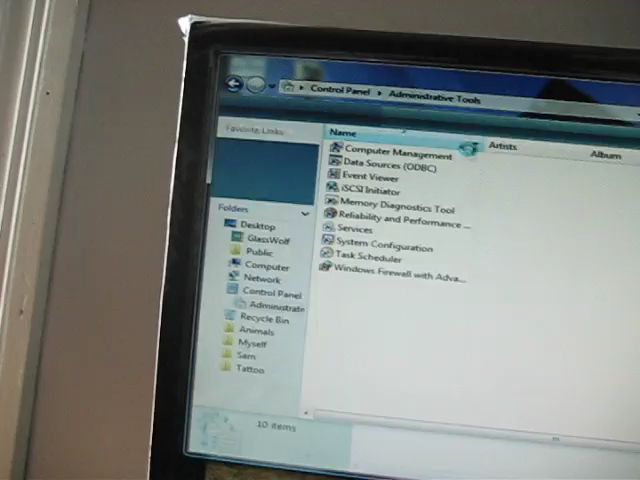 Control Panel Administrative Tools
Favorite Links
Name Artists Album
Computer Management
Data Sources (ODBC)
Event Viewer
iSCSI Initiator
Memory Diagnostics Tool
Reliability and Performance ...
Services
System Configuration
Task Scheduler
Windows Firewall with Adva...
Folders
Desktop
GlassWolf
Public
Computer
Network
Control Panel
Administrati
Recycle Bin
Animals
Myself
Sam
Tattoo
10 items